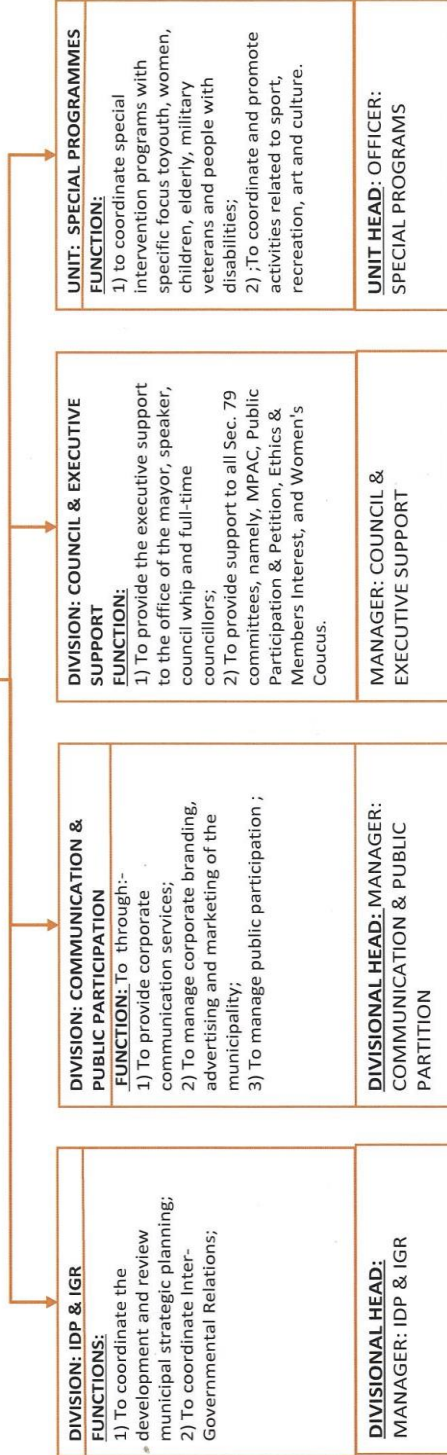 DIVISION: IDP & IGR
FUNCTIONS:
1) To coordinate the
development and review
municipal strategic planning;
2) To coordinate Inter-
Governmental Relations;
DIVISIONAL HEAD:
MANAGER: IDP & IGR
DIVISION: COMMUNICATION &
PUBLIC PARTICIPATION
FUNCTION: To through:-
1) To provide corporate
communication services;
2) To manage corporate branding,
advertising and marketing of the
municipality;
3) To manage public participation ;
DIVISIONAL HEAD: MANAGER:
COMMUNICATION & PUBLIC
PARTITION
DIVISION: COUNCIL & EXECUTIVE
SUPPORT
FUNCTION:
1) To provide the executive support
to the office of the mayor, speaker,
council whip and full-time
councillors;
2) To provide support to all Sec. 79
committees, namely, MPAC, Public
Participation & Petition, Ethics &
Members Interest, and Women's
Coucus.
MANAGER: COUNCIL &
EXECUTIVE SUPPORT
UNIT: SPECIAL PROGRAMMES
FUNCTION:
1) to coordinate special
intervention programs with
specific focus toyouth, women,
children, elderly, military
veterans and people with
disabilities;
2) ;To coordinate and promote
activities related to sport,
recreation, art and culture.
UNIT HEAD: OFFICER:
SPECIAL PROGRAMS